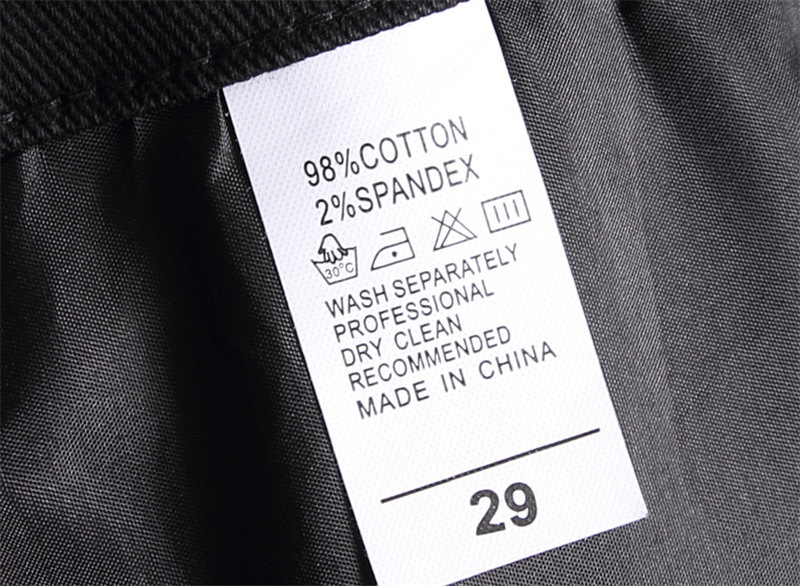 98%COTTON
2%SPANDEX
30°C
WASH SEPARATELY
PROFESSIONAL
DRY CLEAN
RECOMMENDED
MADE IN CHINA
29